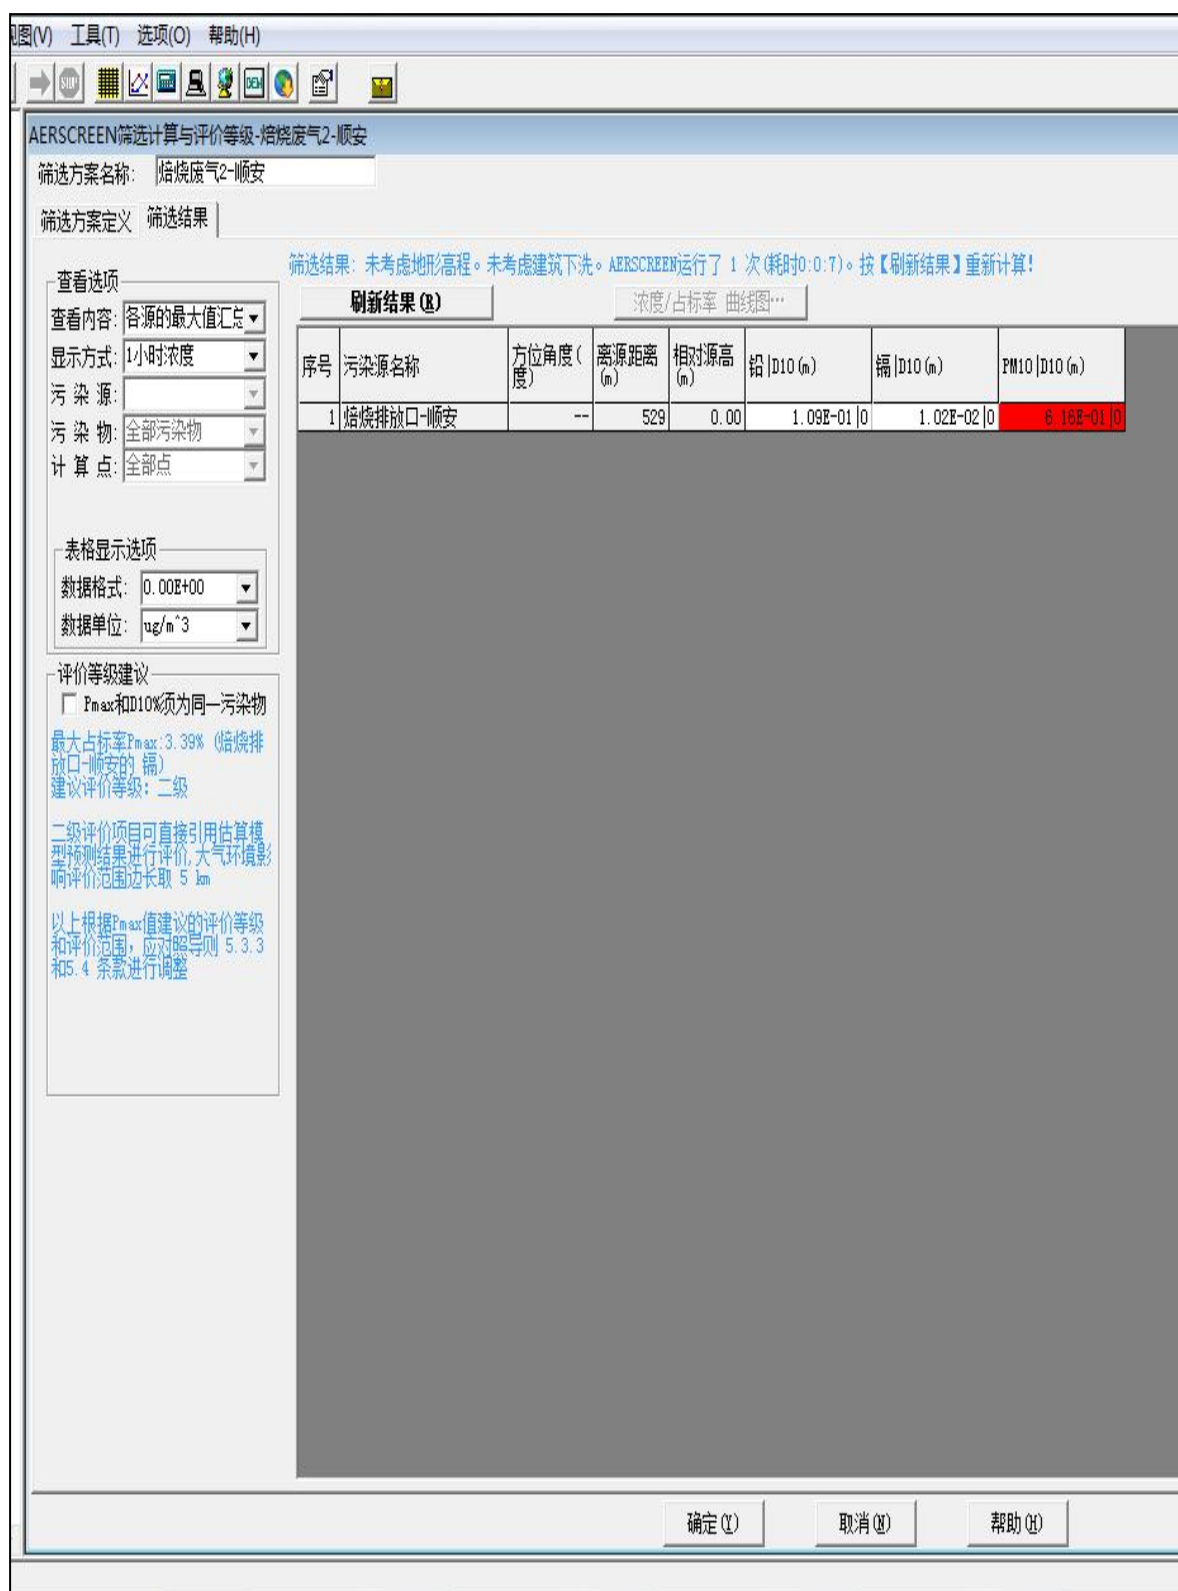 视图(V) 工具(T) 选项(O) 帮助(H)
STOP
DEM
AERSCREEN筛选计算与评价等级-焙烧废气2-顺安
筛选方案名称: 焙烧废气2-顺安
筛选方案定义 筛选结果
筛选结果: 未考虑地形高程。未考虑建筑下洗。AERSCREEN运行了 1 次(耗时0:0:7)。按【刷新结果】重新计算!
刷新结果(R) 浓度/占标率 曲线图…
查看选项
查看内容: 各源的最大值汇总
显示方式: 1小时浓度
污 染 源:
污 染 物: 全部污染物
计 算 点: 全部点
序号 污染源名称 方位角度(度) 离源距离(m) 相对源高(m) 铅|D10(m) 镉|D10(m) PM10|D10(m)
1 焙烧排放口-顺安 -- 529 0.00 1.09E-01|0 1.02E-02|0 6.16E-01|0
表格显示选项
数据格式: 0.00E+00
数据单位: ug/m^3
评价等级建议
Pmax和D10%须为同一污染物
最大占标率Pmax:3.39% (焙烧排
放口-顺安的 镉)
建议评价等级: 二级
二级评价项目可直接引用估算模
型预测结果进行评价,大气环境影
响评价范围边长取 5 km
以上根据Pmax值建议的评价等级
和评价范围,应对照导则 5.3.3
和5.4 条款进行调整
确定(Y) 取消(N) 帮助(H)